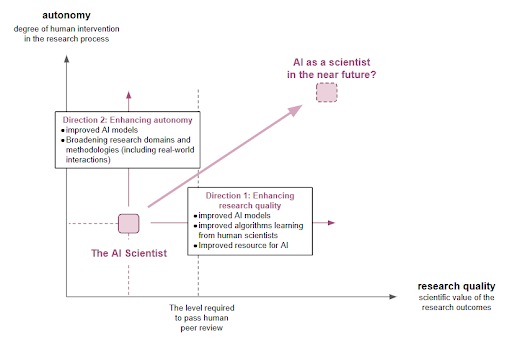 autonomy
degree of human intervention
in the research process
AI as a scientist
in the near future?
Direction 2: Enhancing autonomy
•improved AI models
•Broadening research domains and
methodologies (including real-world
interactions)
Direction 1: Enhancing
research quality
•improved AI models
•improved algorithms learning
from human scientists
•Improved resource for AI
The AI Scientist
research quality
scientific value of the
research outcomes
The level required
to pass human
peer review